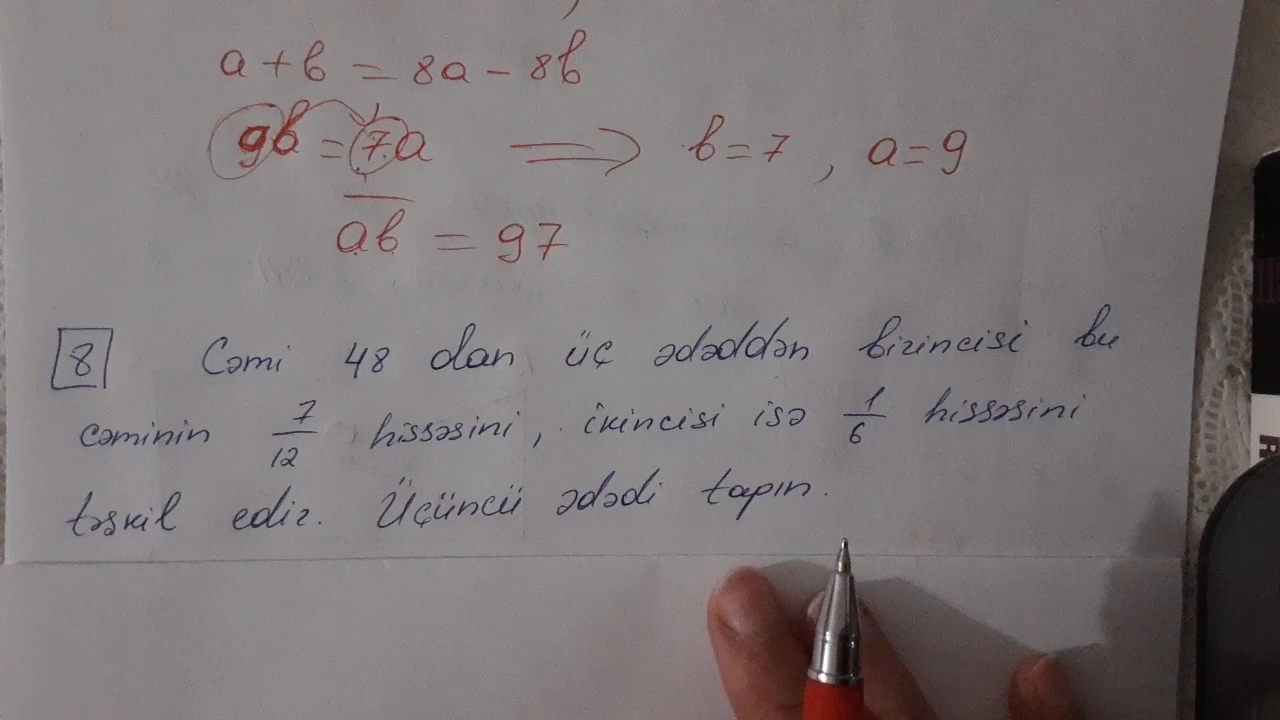 a + b = 8a - 8b
9b = 7a ⟹ b = 7, a = 9
a̅b̅ = 97
8 Cəmi 48 olan üç ədəddən birincisi bu
cəminin 7/12 hissəsini, ikincisi isə 1/6 hissəsini
təşkil edir. Üçüncü ədədi tapın.